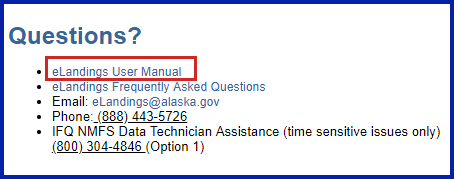 Questions?
eLandings User Manual
eLandings Frequently Asked Questions
Email: eLandings@alaska.gov
Phone: (888) 443-5726
IFQ NMFS Data Technician Assistance (time sensitive issues only)
(800) 304-4846 (Option 1)